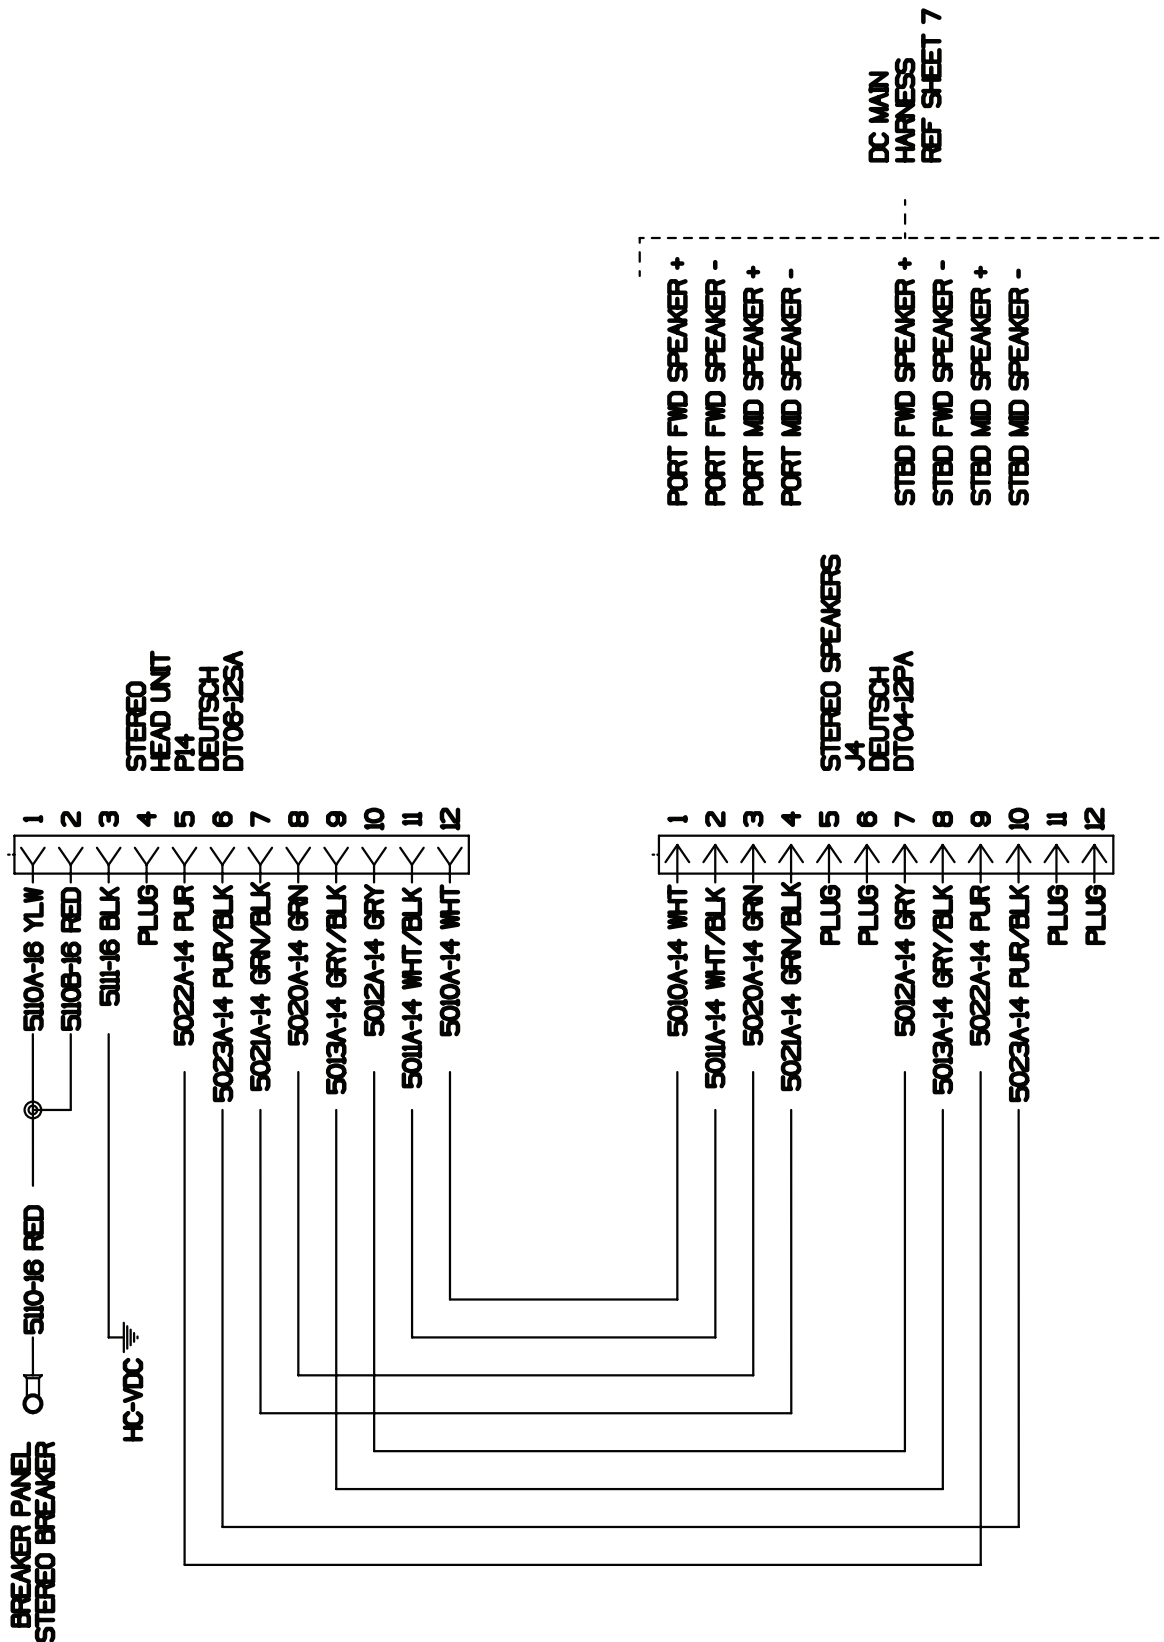 BREAKER PANEL
STEREO BREAKER
5110-16 RED
5110A-16 YLW
5110B-16 RED
5111-16 BLK
HC-VDC
PLUG
5022A-14 PUR
5023A-14 PUR/BLK
5021A-14 GRN/BLK
5020A-14 GRN
5013A-14 GRY/BLK
5012A-14 GRY
5011A-14 WHT/BLK
5010A-14 WHT
1
2
3
4
5
6
7
8
9
10
11
12
STEREO
HEAD UNIT
P14
DEUTSCH
DT06-12SA
5010A-14 WHT
5011A-14 WHT/BLK
5020A-14 GRN
5021A-14 GRN/BLK
PLUG
PLUG
5012A-14 GRY
5013A-14 GRY/BLK
5022A-14 PUR
5023A-14 PUR/BLK
PLUG
PLUG
1
2
3
4
5
6
7
8
9
10
11
12
STEREO SPEAKERS
J4
DEUTSCH
DT04-12PA
PORT FWD SPEAKER +
PORT FWD SPEAKER -
PORT MID SPEAKER +
PORT MID SPEAKER -
STBD FWD SPEAKER +
STBD FWD SPEAKER -
STBD MID SPEAKER +
STBD MID SPEAKER -
DC MAIN
HARNESS
REF SHEET 7